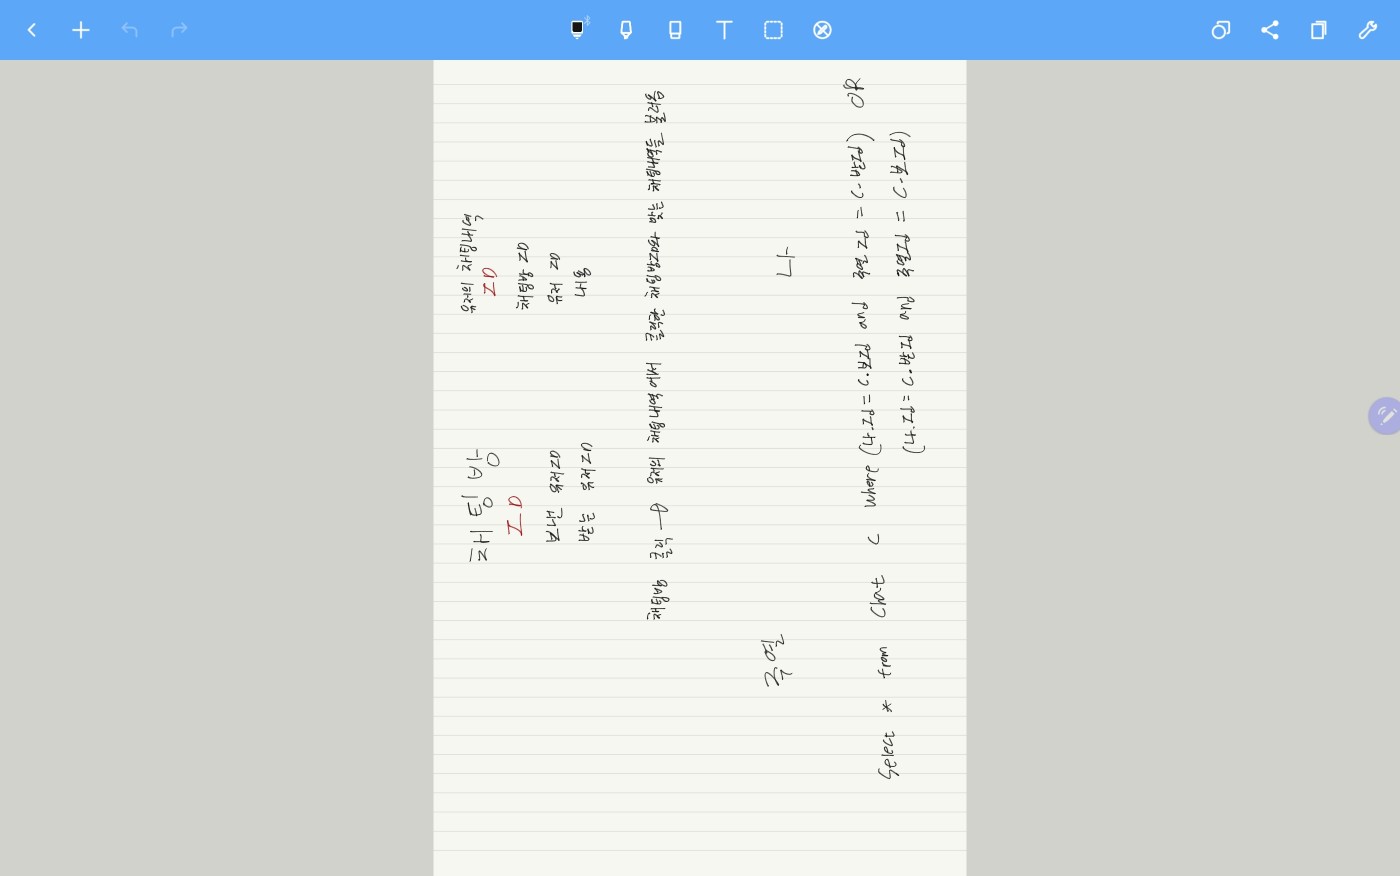 채팅방
ID
보낸 유저ID
받는 유저ID
유저의 채팅내역
ID
채팅방 ID
유저 ID
내용
채팅방 클릭 → 유저의 채팅내역에서 클릭한 채팅방ID와 맞는 채팅내역들 불러옴
주열
나
Select * from Chat C where (나.Id = C.보Id and 주열Id = C.받Id) OR
(나.Id = C.받Id and 주열Id = C.보Id)